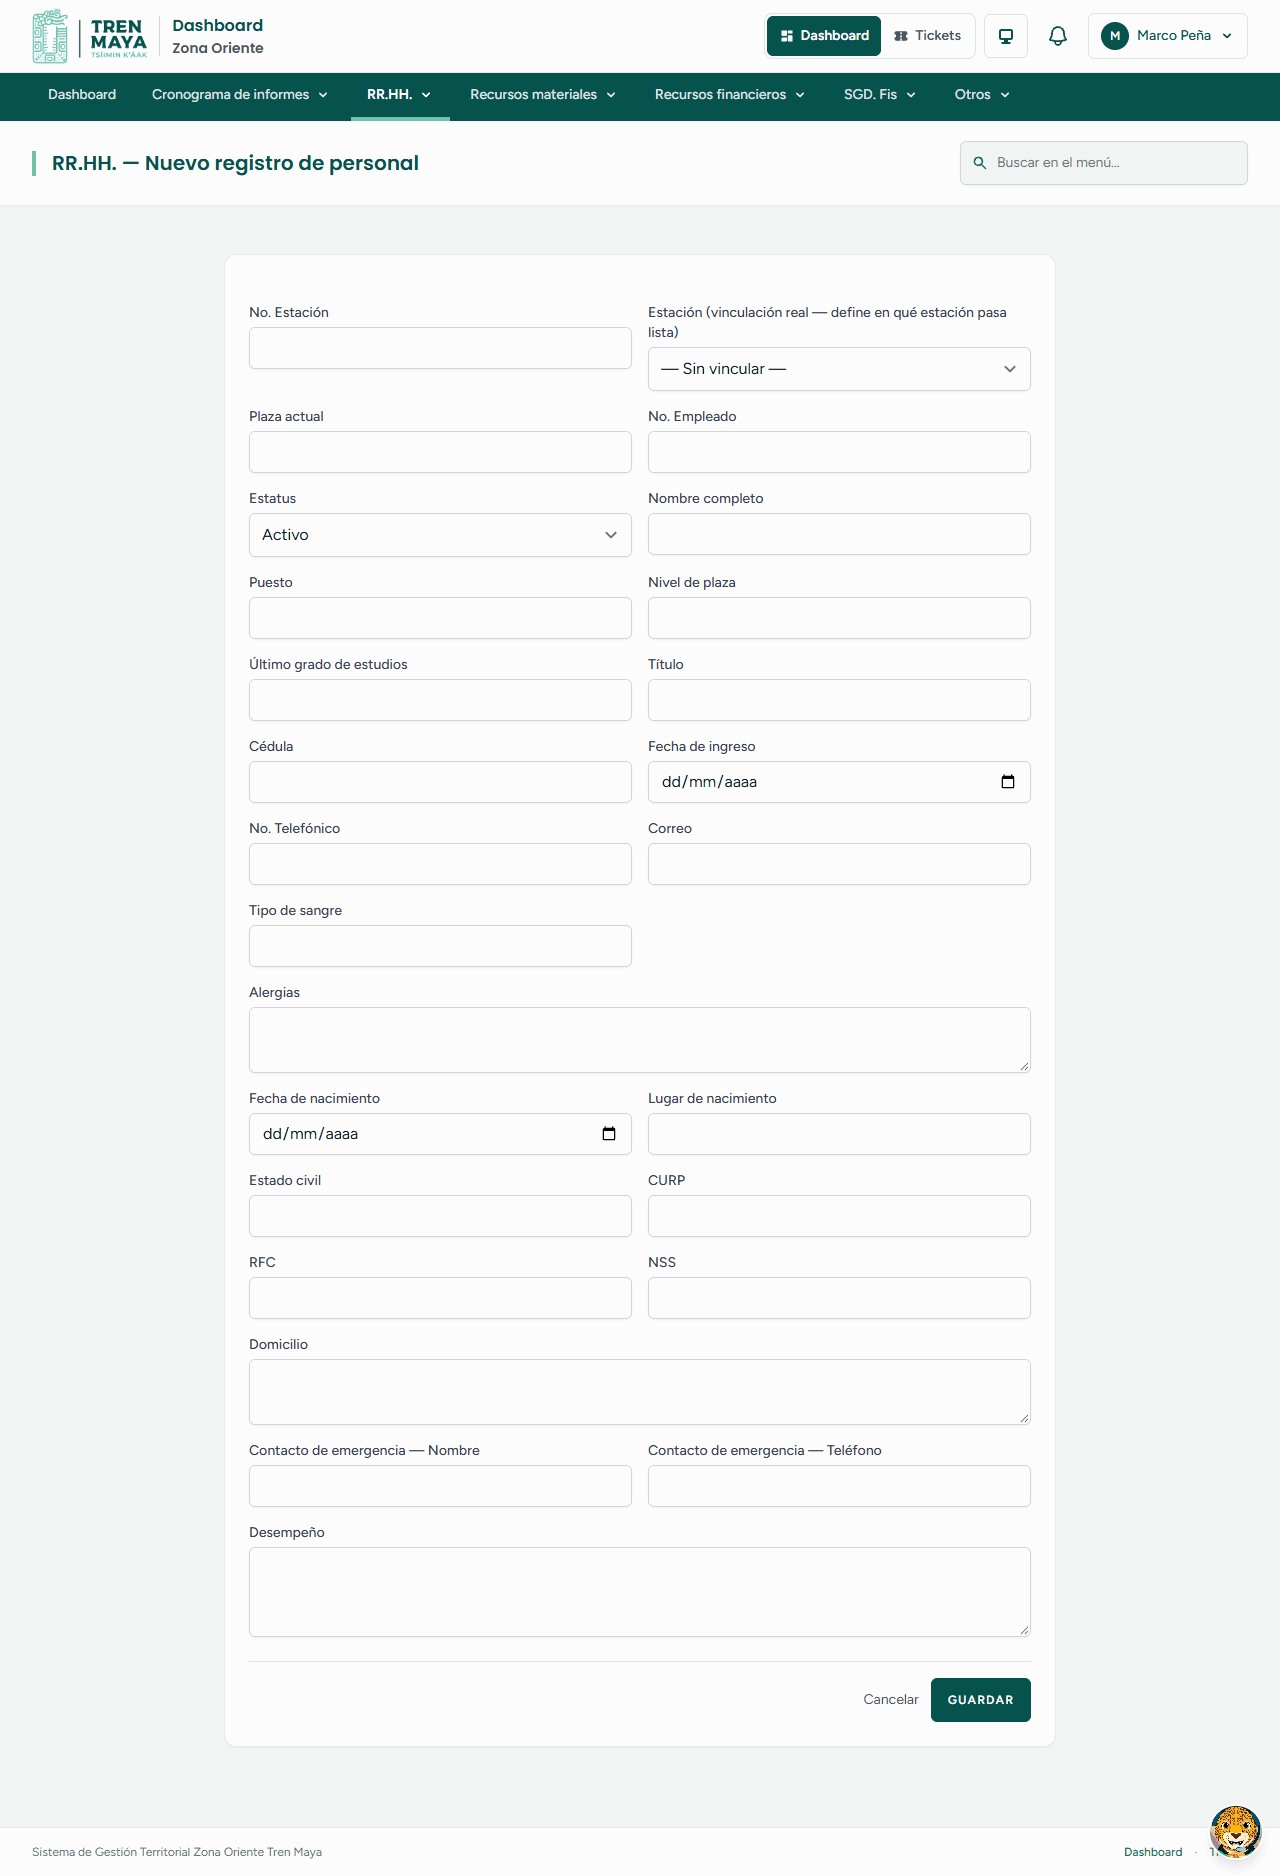 TREN
MAYA
TSÍIMIN K'ÁAK
Dashboard
Zona Oriente
Dashboard
Tickets
M
Marco Peña
Dashboard
Cronograma de informes
RR.HH.
Recursos materiales
Recursos financieros
SGD. Fis
Otros
RR.HH. — Nuevo registro de personal
Buscar en el menú...
No. Estación
Estación (vinculación real — define en qué estación pasa
lista)
— Sin vincular —
Plaza actual
No. Empleado
Estatus
Nombre completo
Activo
Puesto
Nivel de plaza
Último grado de estudios
Título
Cédula
Fecha de ingreso
dd/mm/aaaa
No. Telefónico
Correo
Tipo de sangre
Alergias
Fecha de nacimiento
Lugar de nacimiento
dd/mm/aaaa
Estado civil
CURP
RFC
NSS
Domicilio
Contacto de emergencia — Nombre
Contacto de emergencia — Teléfono
Desempeño
Cancelar
GUARDAR
Sistema de Gestión Territorial Zona Oriente Tren Maya
Dashboard ·